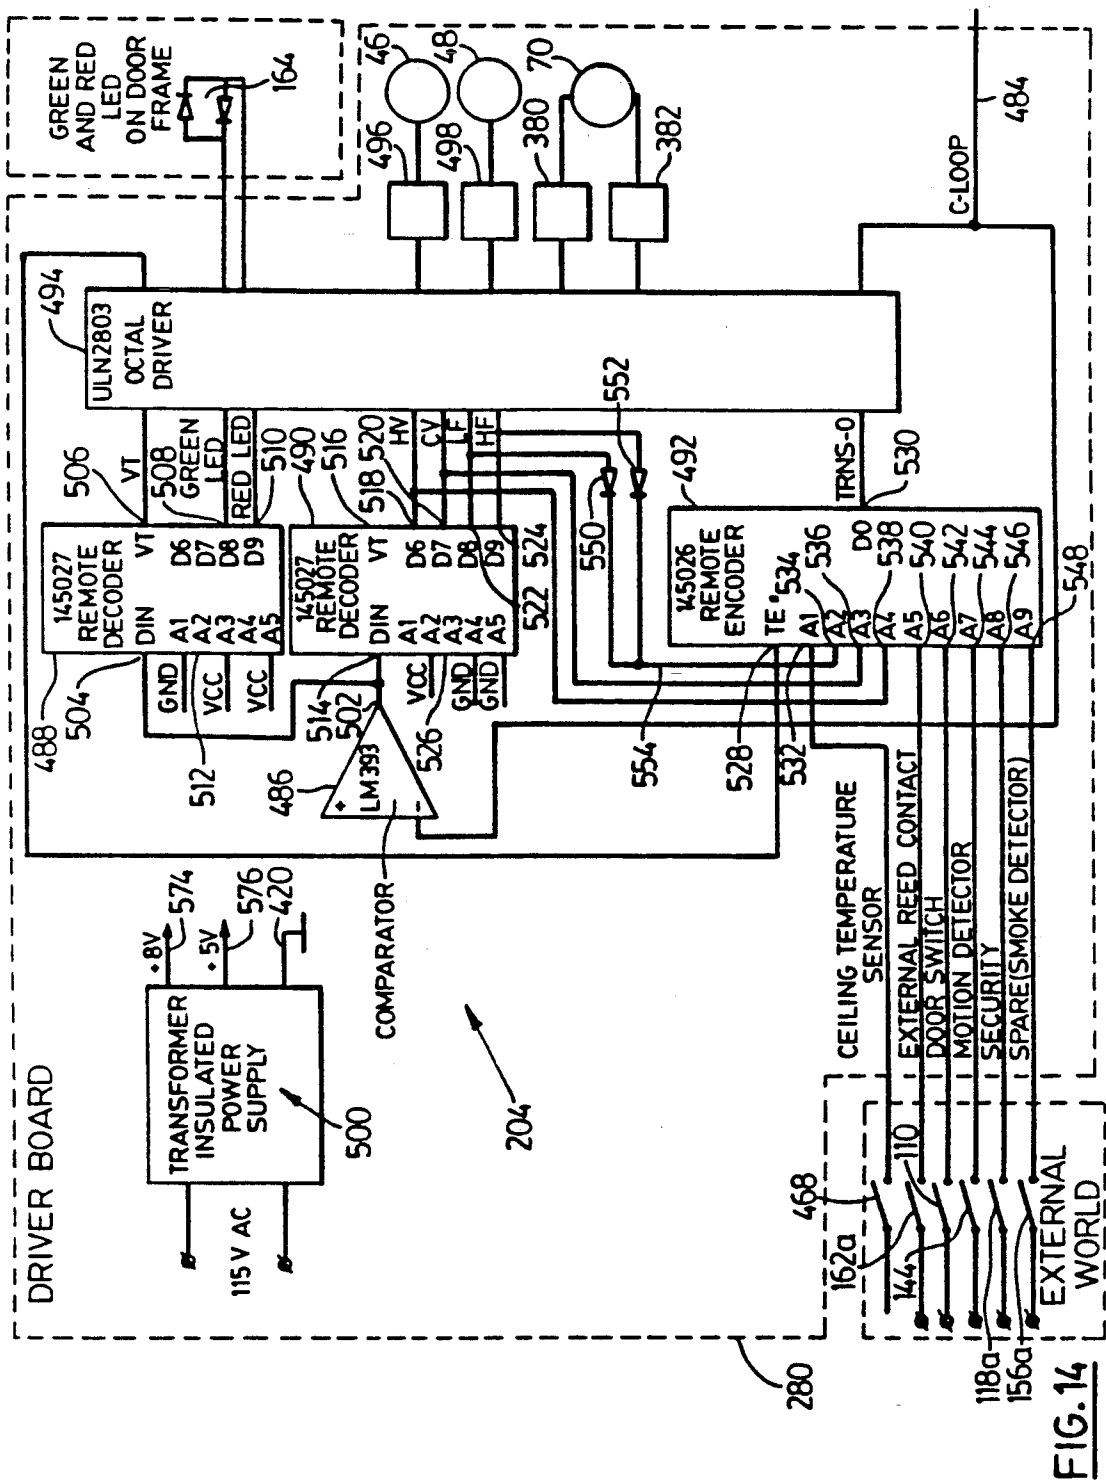 DRIVER BOARD
GREEN
AND RED
LED
ON DOOR
FRAME
164
494
ULN2803
OCTAL
DRIVER
496
46
498
48
380
70
382
C-LOOP
484
506
VT
508
GREEN
LED
RED LED
510
490
516
518
520
HV
CV
LF
HF
552
550
492
TRNS-0
530
145027
REMOTE
DECODER
DIN
VT
D6
D7
D8
D9
A1
A2
A3
A4
A5
488
504
GND
VCC
VCC
512
145027
REMOTE
DECODER
DIN
VT
D6
D7
D8
D9
A1
A2
A3
A4
A5
524
522
514
502
VCC
GND
GND
526
486
+
LM393
-
COMPARATOR
145026
REMOTE
ENCODER
TE
534
536
D0
538
540
542
544
546
548
A1
A2
A3
A4
A5
A6
A7
A8
A9
554
528
532
+8V
574
+5V
576
420
TRANSFORMER
INSULATED
POWER
SUPPLY
500
115 V AC
204
CEILING TEMPERATURE
SENSOR
EXTERNAL REED CONTACT
DOOR SWITCH
MOTION DETECTOR
SECURITY
SPARE(SMOKE DETECTOR)
468
162a
110
144
118a
156a
EXTERNAL
WORLD
280
FIG. 14